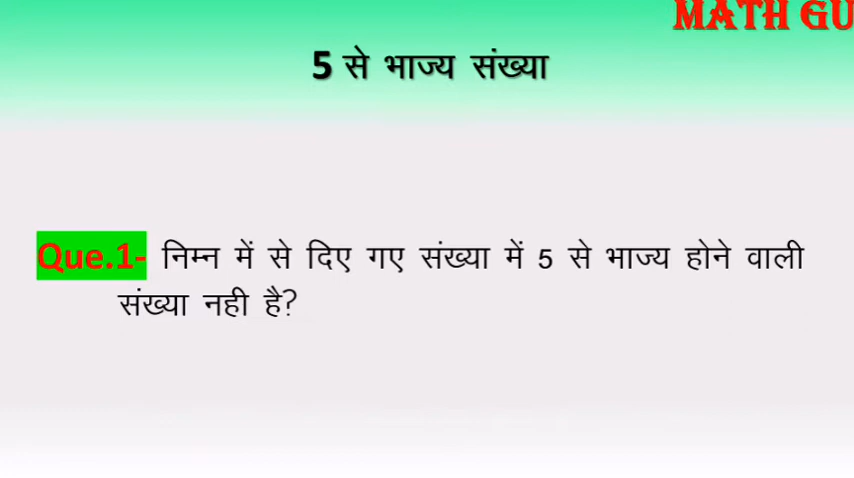 MATH GU
5 से भाज्य संख्या
Que.1- निम्न में से दिए गए संख्या में 5 से भाज्य होने वाली
संख्या नही है?